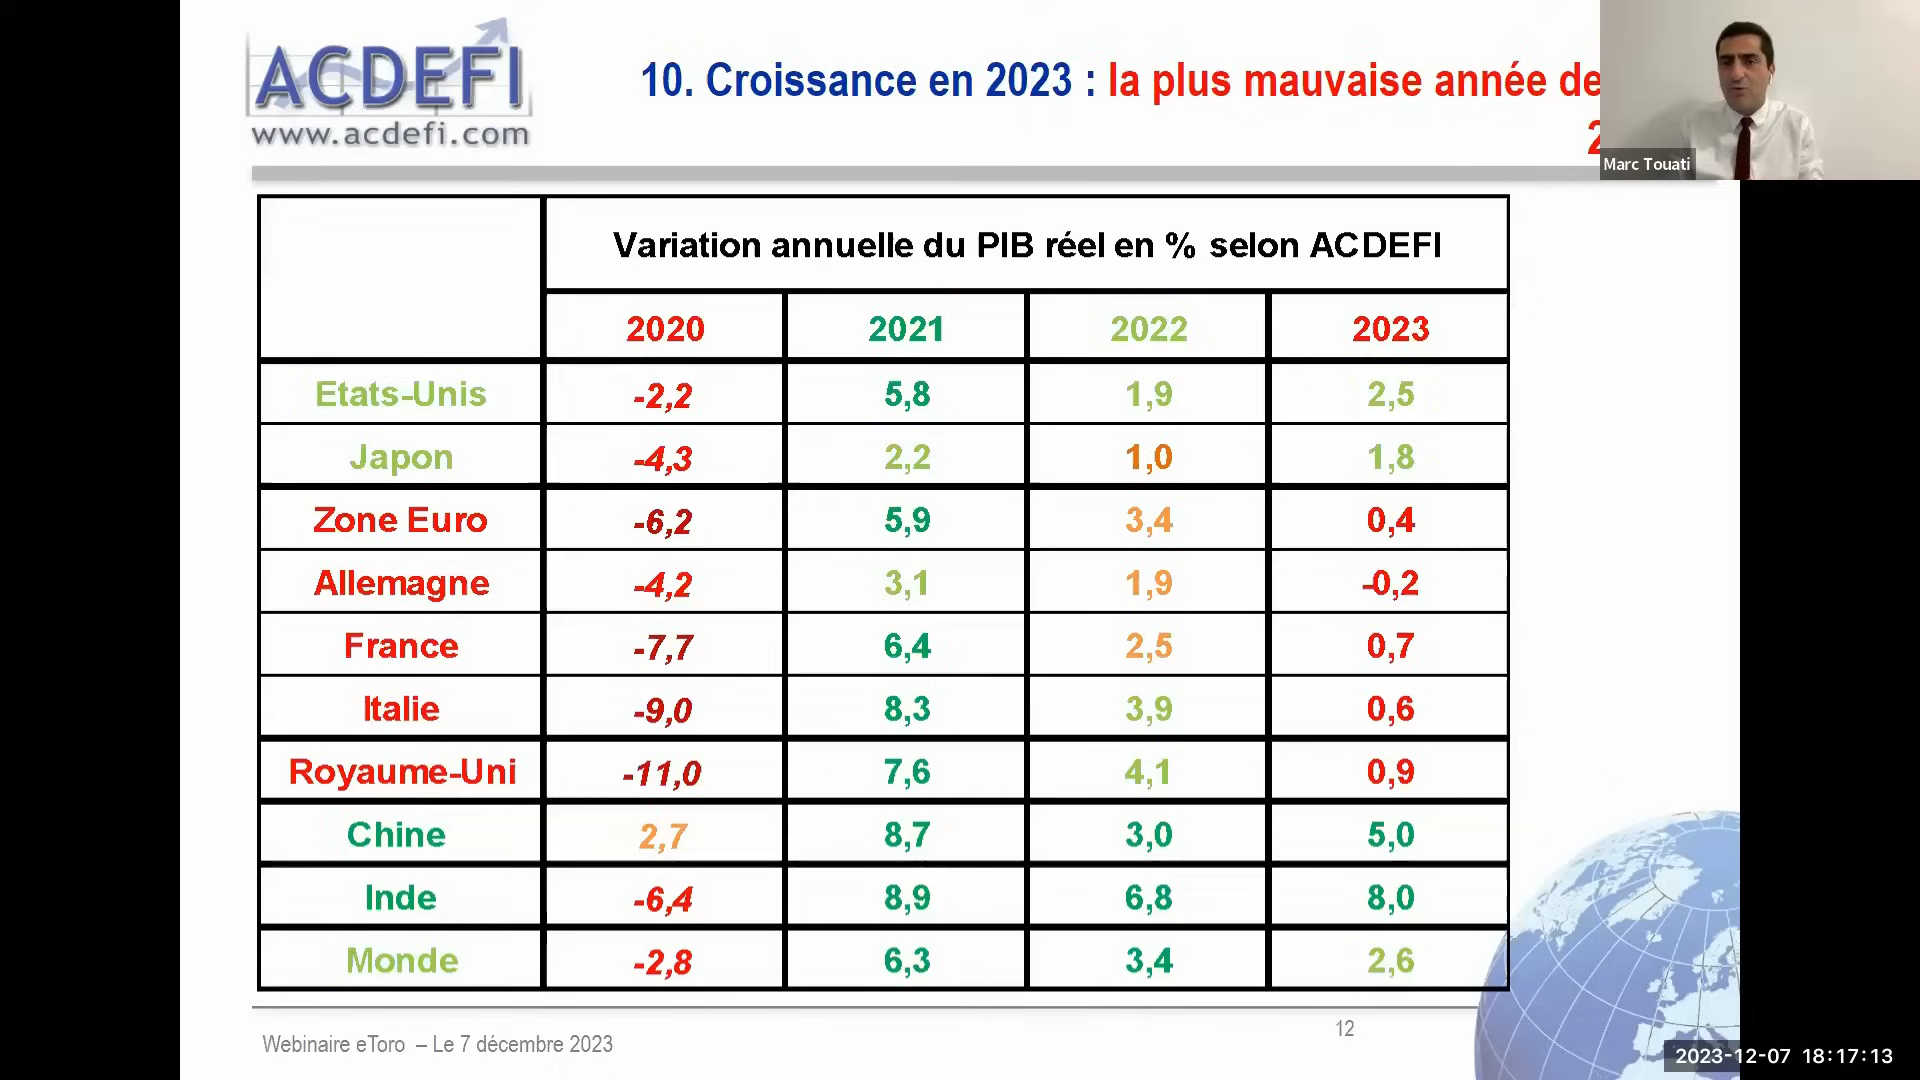 ACDEFI
www.acdefi.com
10. Croissance en 2023 : la plus mauvaise année
Marc Touati
Variation annuelle du PIB réel en % selon ACDEFI
2020 2021 2022 2023
Etats-Unis -2,2 5,8 1,9 2,5
Japon -4,3 2,2 1,0 1,8
Zone Euro -6,2 5,9 3,4 0,4
Allemagne -4,2 3,1 1,9 -0,2
France -7,7 6,4 2,5 0,7
Italie -9,0 8,3 3,9 0,6
Royaume-Uni -11,0 7,6 4,1 0,9
Chine 2,7 8,7 3,0 5,0
Inde -6,4 8,9 6,8 8,0
Monde -2,8 6,3 3,4 2,6
Webinaire eToro – Le 7 décembre 2023
12
2023-12-07 18:17:13